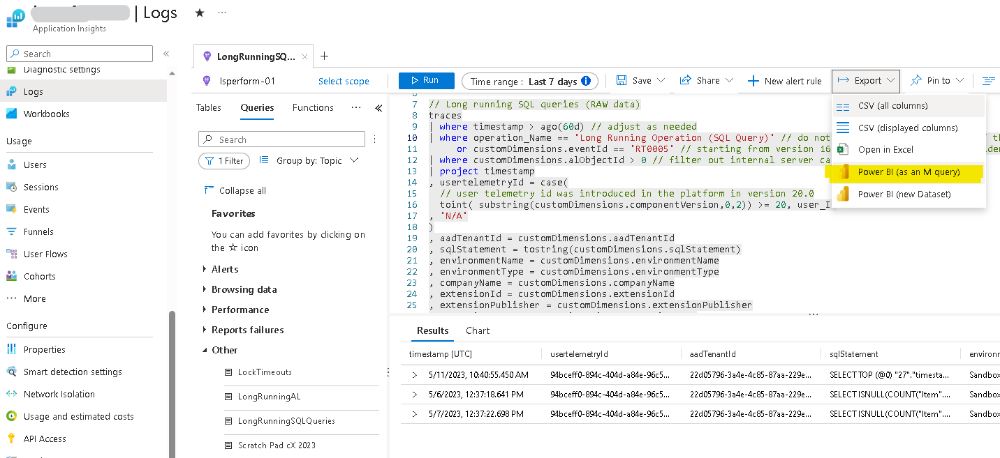 | Logs ★ ...
Application Insights
Search
«
Diagnostic settings
Logs
Workbooks
Usage
Users
Sessions
Events
Funnels
User Flows
Cohorts
More
Configure
Properties
Smart detection settings
Network Isolation
Usage and estimated costs
API Access
LongRunningSQ...
lsperform-01
Select scope
Run
Time range : Last 7 days
Save
Share
New alert rule
Export
Pin to
Tables
Queries
Functions
...
«
Search
1 Filter
Group by: Topic
Collapse all
Favorites
You can add favorites by clicking on
the ☆ icon
Alerts
Browsing data
Performance
Reports failures
Other
LockTimeouts
LongRunningAL
LongRunningSQLQueries
Scratch Pad cX 2023
7 // Long running SQL queries (RAW data)
8 traces
9 | where timestamp > ago(60d) // adjust as needed
10 | where operation_Name == 'Long Running Operation (SQL Query)' // do not
11 or customDimensions.eventId == 'RT0005' // starting from version 16
12 | where customDimensions.alObjectId > 0 // filter out internal server ca
13 | project timestamp
14 , usertelemetryId = case(
15 // user telemetry id was introduced in the platform in version 20.0
16 toint( substring(customDimensions.componentVersion,0,2)) >= 20, user_I
17 , 'N/A'
18 )
19 , aadTenantId = customDimensions.aadTenantId
20 , sqlStatement = tostring(customDimensions.sqlStatement)
21 , environmentName = customDimensions.environmentName
22 , environmentType = customDimensions.environmentType
23 , companyName = customDimensions.companyName
24 , extensionId = customDimensions.extensionId
25 , extensionPublisher = customDimensions.extensionPublisher
CSV (all columns)
CSV (displayed columns)
Open in Excel
Power BI (as an M query)
Power BI (new Dataset)
Results
Chart
timestamp [UTC] usertelemetryId aadTenantId sqlStatement environm
5/11/2023, 10:40:55.450 AM 94bceff0-894c-404d-a84e-96c5... 22d05796-3a4e-4c85-87aa-229e... SELECT TOP (@0) "27"."timesta... Sandbox
5/6/2023, 12:37:18.641 PM 94bceff0-894c-404d-a84e-96c5... 22d05796-3a4e-4c85-87aa-229e... SELECT ISNULL(COUNT("Item".... Sandbox
5/7/2023, 12:37:22.698 PM 94bceff0-894c-404d-a84e-96c5... 22d05796-3a4e-4c85-87aa-229e... SELECT ISNULL(COUNT("Item".... Sandbox